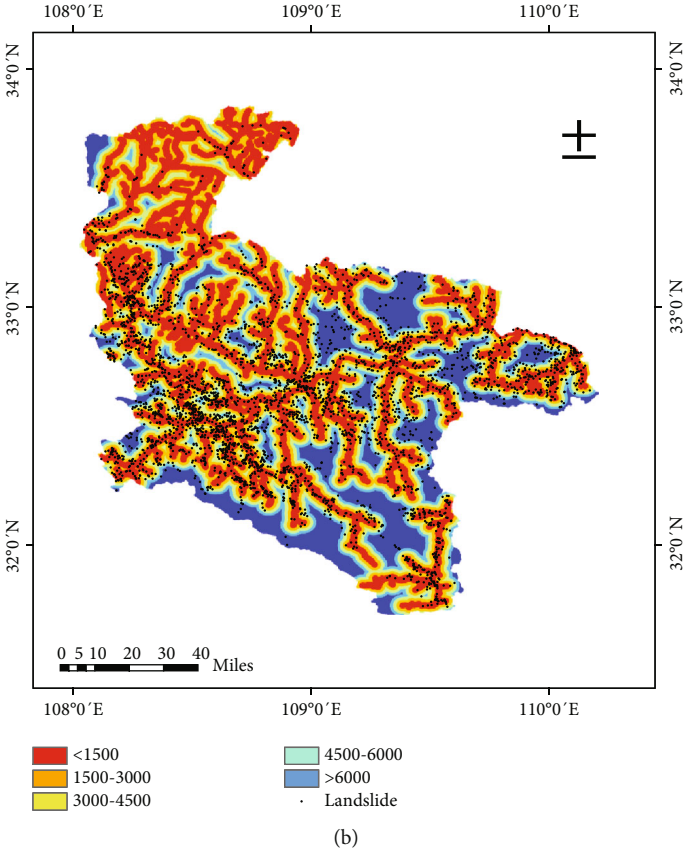 108°0′E 109°0′E 110°0′E
34°0′N 34°0′N
33°0′N 33°0′N
32°0′N 32°0′N
0 5 10 20 30 40
Miles
108°0′E 109°0′E 110°0′E
<1500 4500-6000
1500-3000 >6000
3000-4500 Landslide
(b)